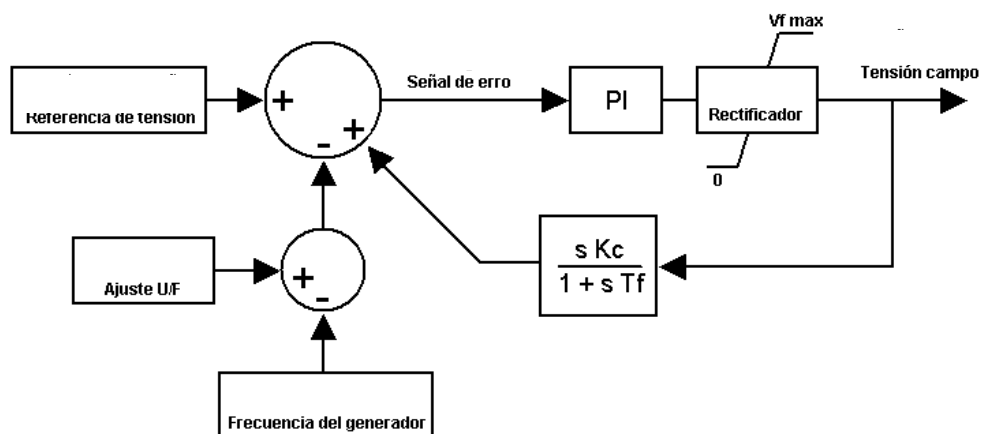 Vf max
Señal de erro
Tensión campo
Referencia de tensión
+
+
-
PI
Rectificador
0
s Kc
1 + s Tf
Ajuste U/F
+
-
Frecuencia del generador